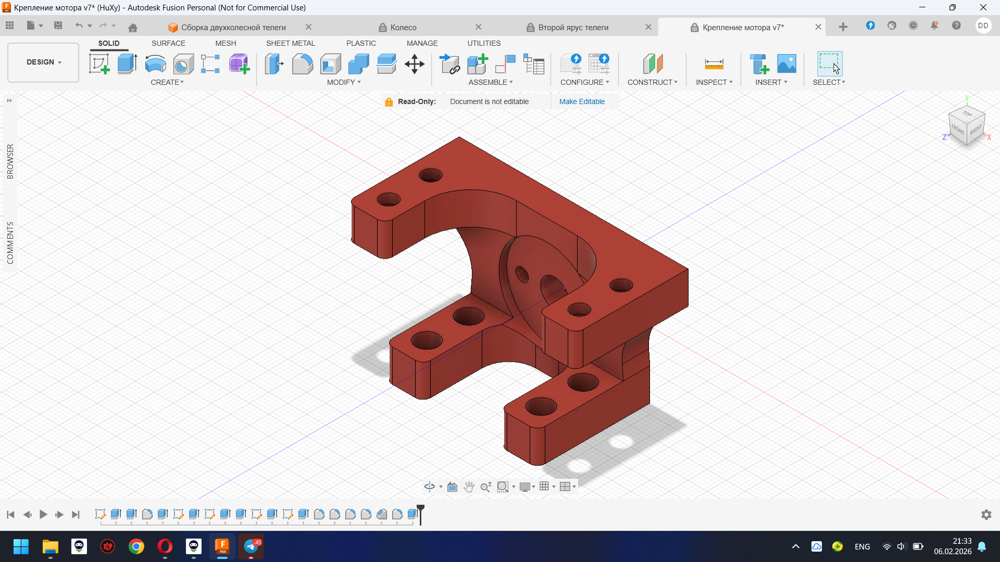 Крепление мотора v7* (HuXy) - Autodesk Fusion Personal (Not for Commercial Use)
Сборка двухколесной телеги
Колесо
Второй ярус телеги
Крепление мотора v7*
DD
DESIGN
SOLID
SURFACE
MESH
SHEET METAL
PLASTIC
MANAGE
UTILITIES
CREATE
MODIFY
ASSEMBLE
CONFIGURE
CONSTRUCT
INSPECT
INSERT
SELECT
Read-Only:
Document is not editable
Make Editable
BROWSER
COMMENTS
Y
TOP
FRONT
RIGHT
Z
X
F
FUS
..45
ENG
21:33
06.02.2026